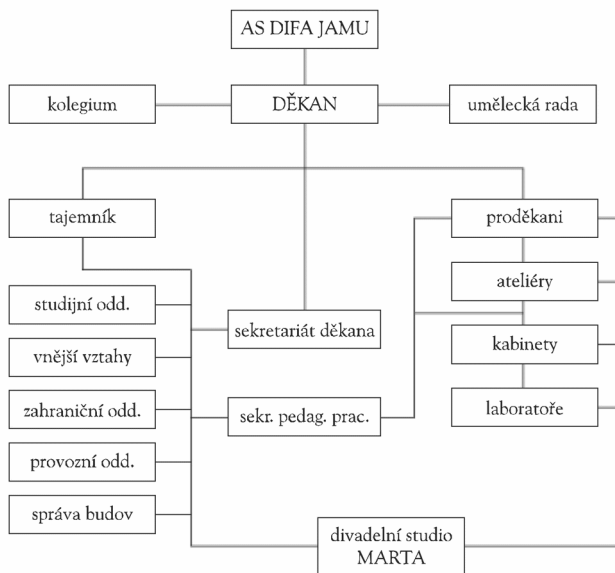 AS DIFA JAMU
kolegium
DĚKAN
umělecká rada
tajemník
proděkani
ateliéry
studijní odd.
sekretariát děkana
kabinety
vnější vztahy
zahraniční odd.
sekr. pedag. prac.
laboratoře
provozní odd.
správa budov
divadelní studio
MARTA